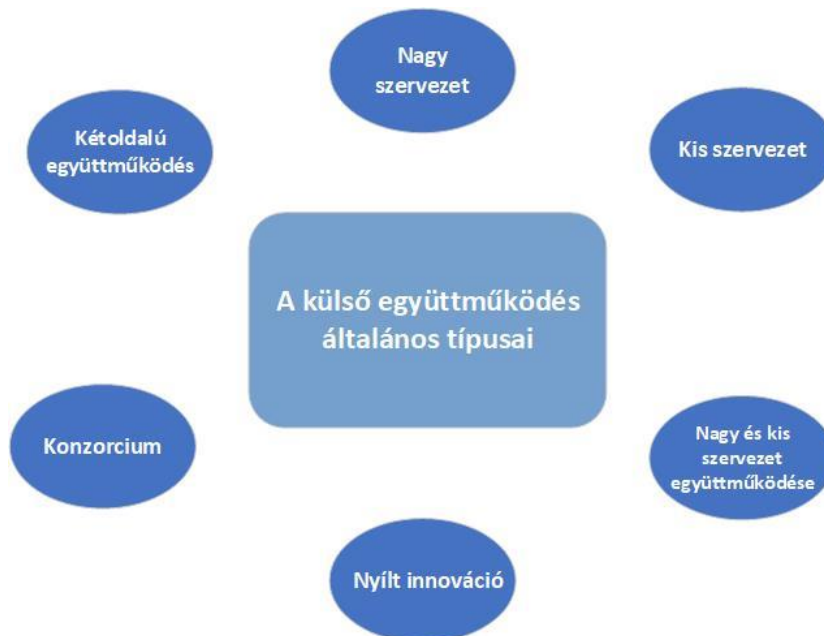 Nagy
szervezet
Kétoldalú
együttműködés
Kis szervezet
A külső együttműködés
általános típusai
Konzorcium
Nagy és kis
szervezet
együttműködése
Nyílt innováció